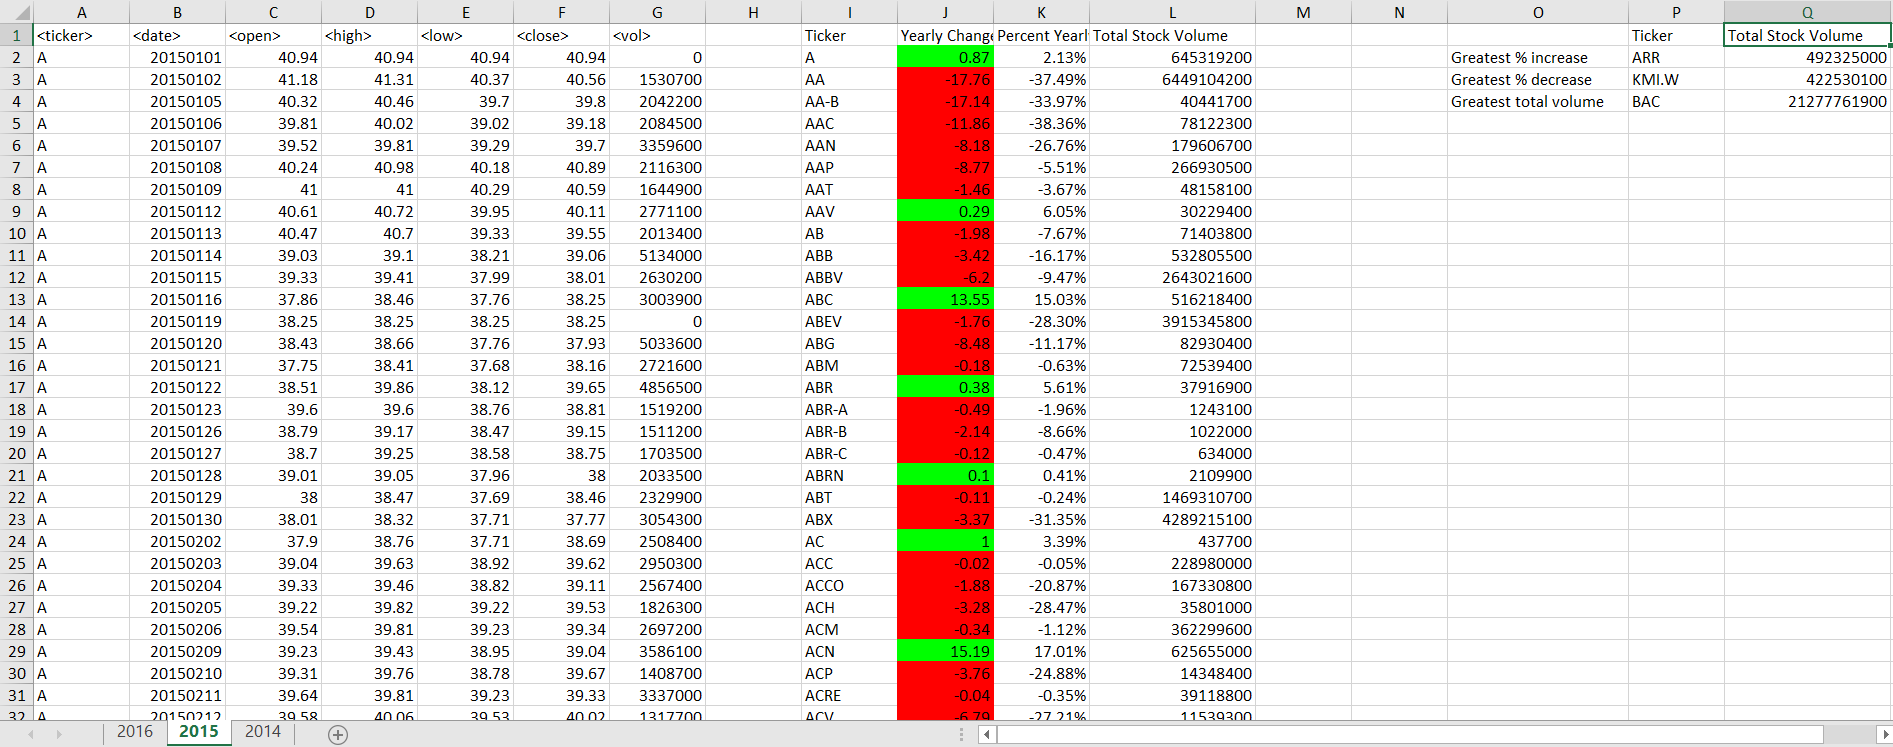 A B C D E F G H I J K L M N O P Q
1 <ticker> <date> <open> <high> <low> <close> <vol> Ticker Yearly Change Percent Yearl Total Stock Volume Ticker Total Stock Volume
2 A 20150101 40.94 40.94 40.94 40.94 0 A 0.87 2.13% 645319200 Greatest % increase ARR 492325000
3 A 20150102 41.18 41.31 40.37 40.56 1530700 AA -17.76 -37.49% 6449104200 Greatest % decrease KMI.W 422530100
4 A 20150105 40.32 40.46 39.7 39.8 2042200 AA-B -17.14 -33.97% 40441700 Greatest total volume BAC 21277761900
5 A 20150106 39.81 40.02 39.02 39.18 2084500 AAC -11.86 -38.36% 78122300
6 A 20150107 39.52 39.81 39.29 39.7 3359600 AAN -8.18 -26.76% 179606700
7 A 20150108 40.24 40.98 40.18 40.89 2116300 AAP -8.77 -5.51% 266930500
8 A 20150109 41 41 40.29 40.59 1644900 AAT -1.46 -3.67% 48158100
9 A 20150112 40.61 40.72 39.95 40.11 2771100 AAV 0.29 6.05% 30229400
10 A 20150113 40.47 40.7 39.33 39.55 2013400 AB -1.98 -7.67% 71403800
11 A 20150114 39.03 39.1 38.21 39.06 5134000 ABB -3.42 -16.17% 532805500
12 A 20150115 39.33 39.41 37.99 38.01 2630200 ABBV -6.2 -9.47% 2643021600
13 A 20150116 37.86 38.46 37.76 38.25 3003900 ABC 13.55 15.03% 516218400
14 A 20150119 38.25 38.25 38.25 38.25 0 ABEV -1.76 -28.30% 3915345800
15 A 20150120 38.43 38.66 37.76 37.93 5033600 ABG -8.48 -11.17% 82930400
16 A 20150121 37.75 38.41 37.68 38.16 2721600 ABM -0.18 -0.63% 72539400
17 A 20150122 38.51 39.86 38.12 39.65 4856500 ABR 0.38 5.61% 37916900
18 A 20150123 39.6 39.6 38.76 38.81 1519200 ABR-A -0.49 -1.96% 1243100
19 A 20150126 38.79 39.17 38.47 39.15 1511200 ABR-B -2.14 -8.66% 1022000
20 A 20150127 38.7 39.25 38.58 38.75 1703500 ABR-C -0.12 -0.47% 634000
21 A 20150128 39.01 39.05 37.96 38 2033500 ABRN 0.1 0.41% 2109900
22 A 20150129 38 38.47 37.69 38.46 2329900 ABT -0.11 -0.24% 1469310700
23 A 20150130 38.01 38.32 37.71 37.77 3054300 ABX -3.37 -31.35% 4289215100
24 A 20150202 37.9 38.76 37.71 38.69 2508400 AC 1 3.39% 437700
25 A 20150203 39.04 39.63 38.92 39.62 2950300 ACC -0.02 -0.05% 228980000
26 A 20150204 39.33 39.46 38.82 39.11 2567400 ACCO -1.88 -20.87% 167330800
27 A 20150205 39.22 39.82 39.22 39.53 1826300 ACH -3.28 -28.47% 35801000
28 A 20150206 39.54 39.81 39.23 39.34 2697200 ACM -0.34 -1.12% 362299600
29 A 20150209 39.23 39.43 38.95 39.04 3586100 ACN 15.19 17.01% 625655000
30 A 20150210 39.31 39.76 38.78 39.67 1408700 ACP -3.76 -24.88% 14348400
31 A 20150211 39.64 39.81 39.23 39.33 3337000 ACRE -0.04 -0.35% 39118800
32 A 20150212 39.58 40.06 39.53 40.02 1317700 ACV -6.79 -27.21% 11539300
2016 2015 2014